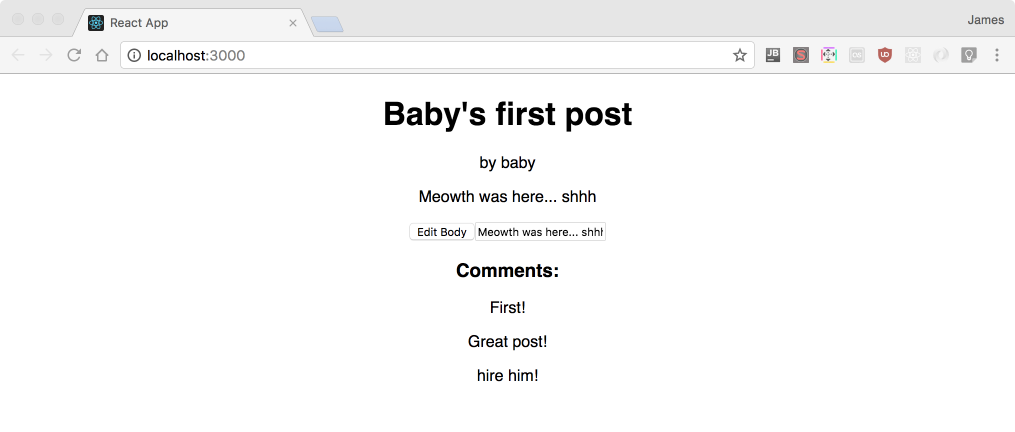 React App
James
localhost:3000
Baby's first post
by baby
Meowth was here... shhh
Edit Body Meowth was here... shhh
Comments:
First!
Great post!
hire him!